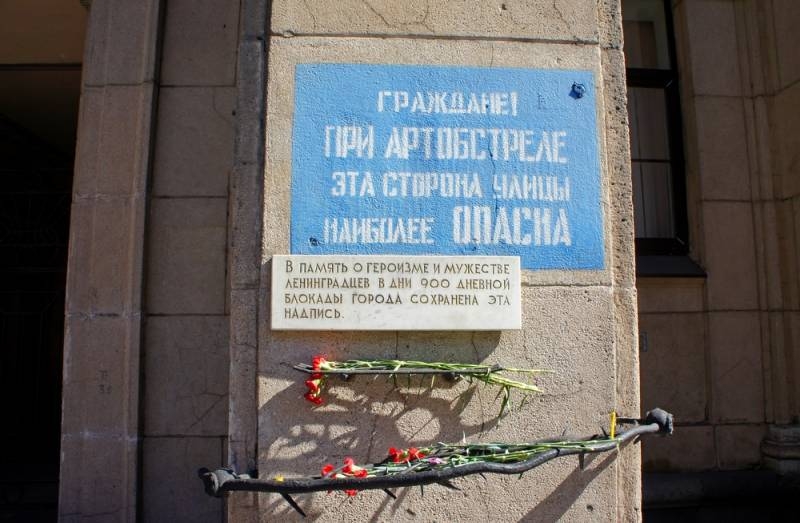 ГРАЖДАНЕ!
ПРИ АРТОБСТРЕЛЕ
ЭТА СТОРОНА УЛИЦЫ
НАИБОЛЕЕ ОПАСНА
В ПАМЯТЬ О ГЕРОИЗМЕ И МУЖЕСТВЕ
ЛЕНИНГРАДЦЕВ В ДНИ 900 ДНЕВНОЙ
БЛОКАДЫ ГОРОДА СОХРАНЕНА ЭТА
НАДПИСЬ.